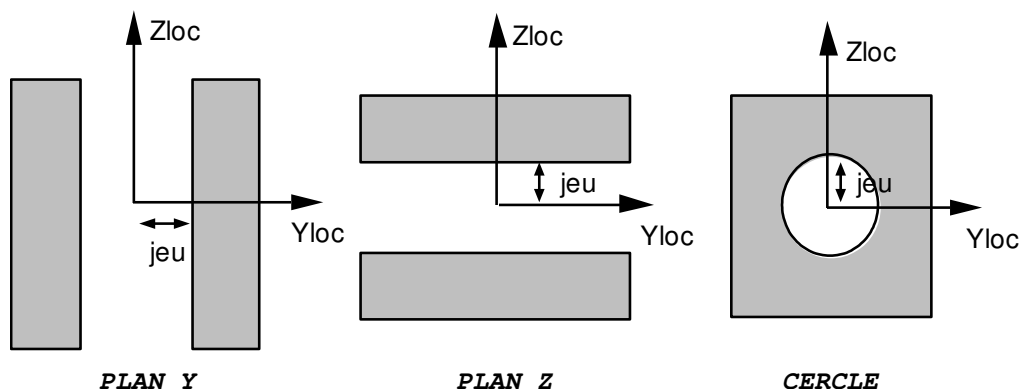 Zloc
Yloc
jeu
PLAN Y
Zloc
jeu
Yloc
PLAN Z
Zloc
jeu
Yloc
CERCLE